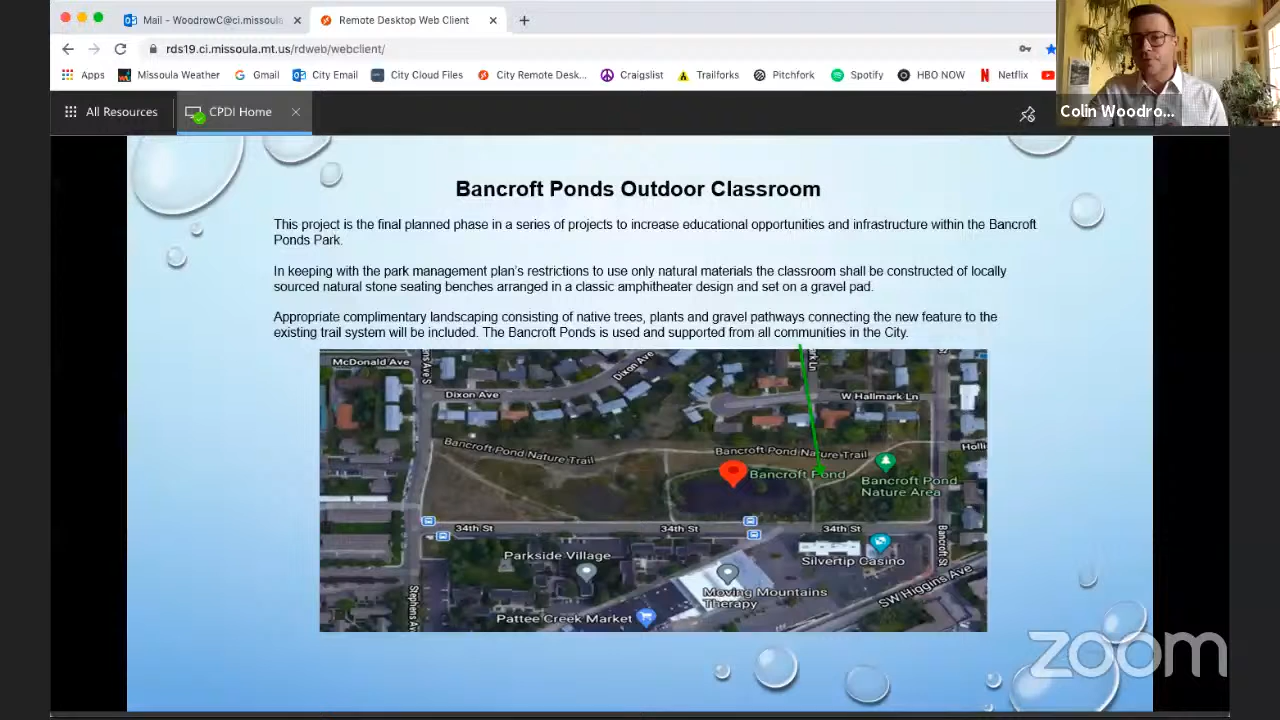 Mail - WoodrowC@ci.missoula
Remote Desktop Web Client
rds19.ci.missoula.mt.us/rdweb/webclient/
Apps Missoula Weather Gmail City Email City Cloud Files City Remote Desk... Craigslist Trailforks Pitchfork Spotify HBO NOW Netflix
All Resources CPDI Home
Colin Woodro...
Bancroft Ponds Outdoor Classroom
This project is the final planned phase in a series of projects to increase educational opportunities and infrastructure within the Bancroft
Ponds Park.
In keeping with the park management plan's restrictions to use only natural materials the classroom shall be constructed of locally
sourced natural stone seating benches arranged in a classic amphitheater design and set on a gravel pad.
Appropriate complimentary landscaping consisting of native trees, plants and gravel pathways connecting the new feature to the
existing trail system will be included. The Bancroft Ponds is used and supported from all communities in the City.
McDonald Ave
Dixon Ave
Dixon Ave
W Hallmark Ln
Bancroft Pond Nature Trail
Bancroft Pond Nature Trail
Holli
Bancroft Pond
Bancroft Pond
Nature Area
34th St
34th St
34th St
Bancroft St
Parkside Village
Silvertip Casino
Moving Mountains
Therapy
SW Higgins Ave
Stephens Av
Pattee Creek Market
zoom